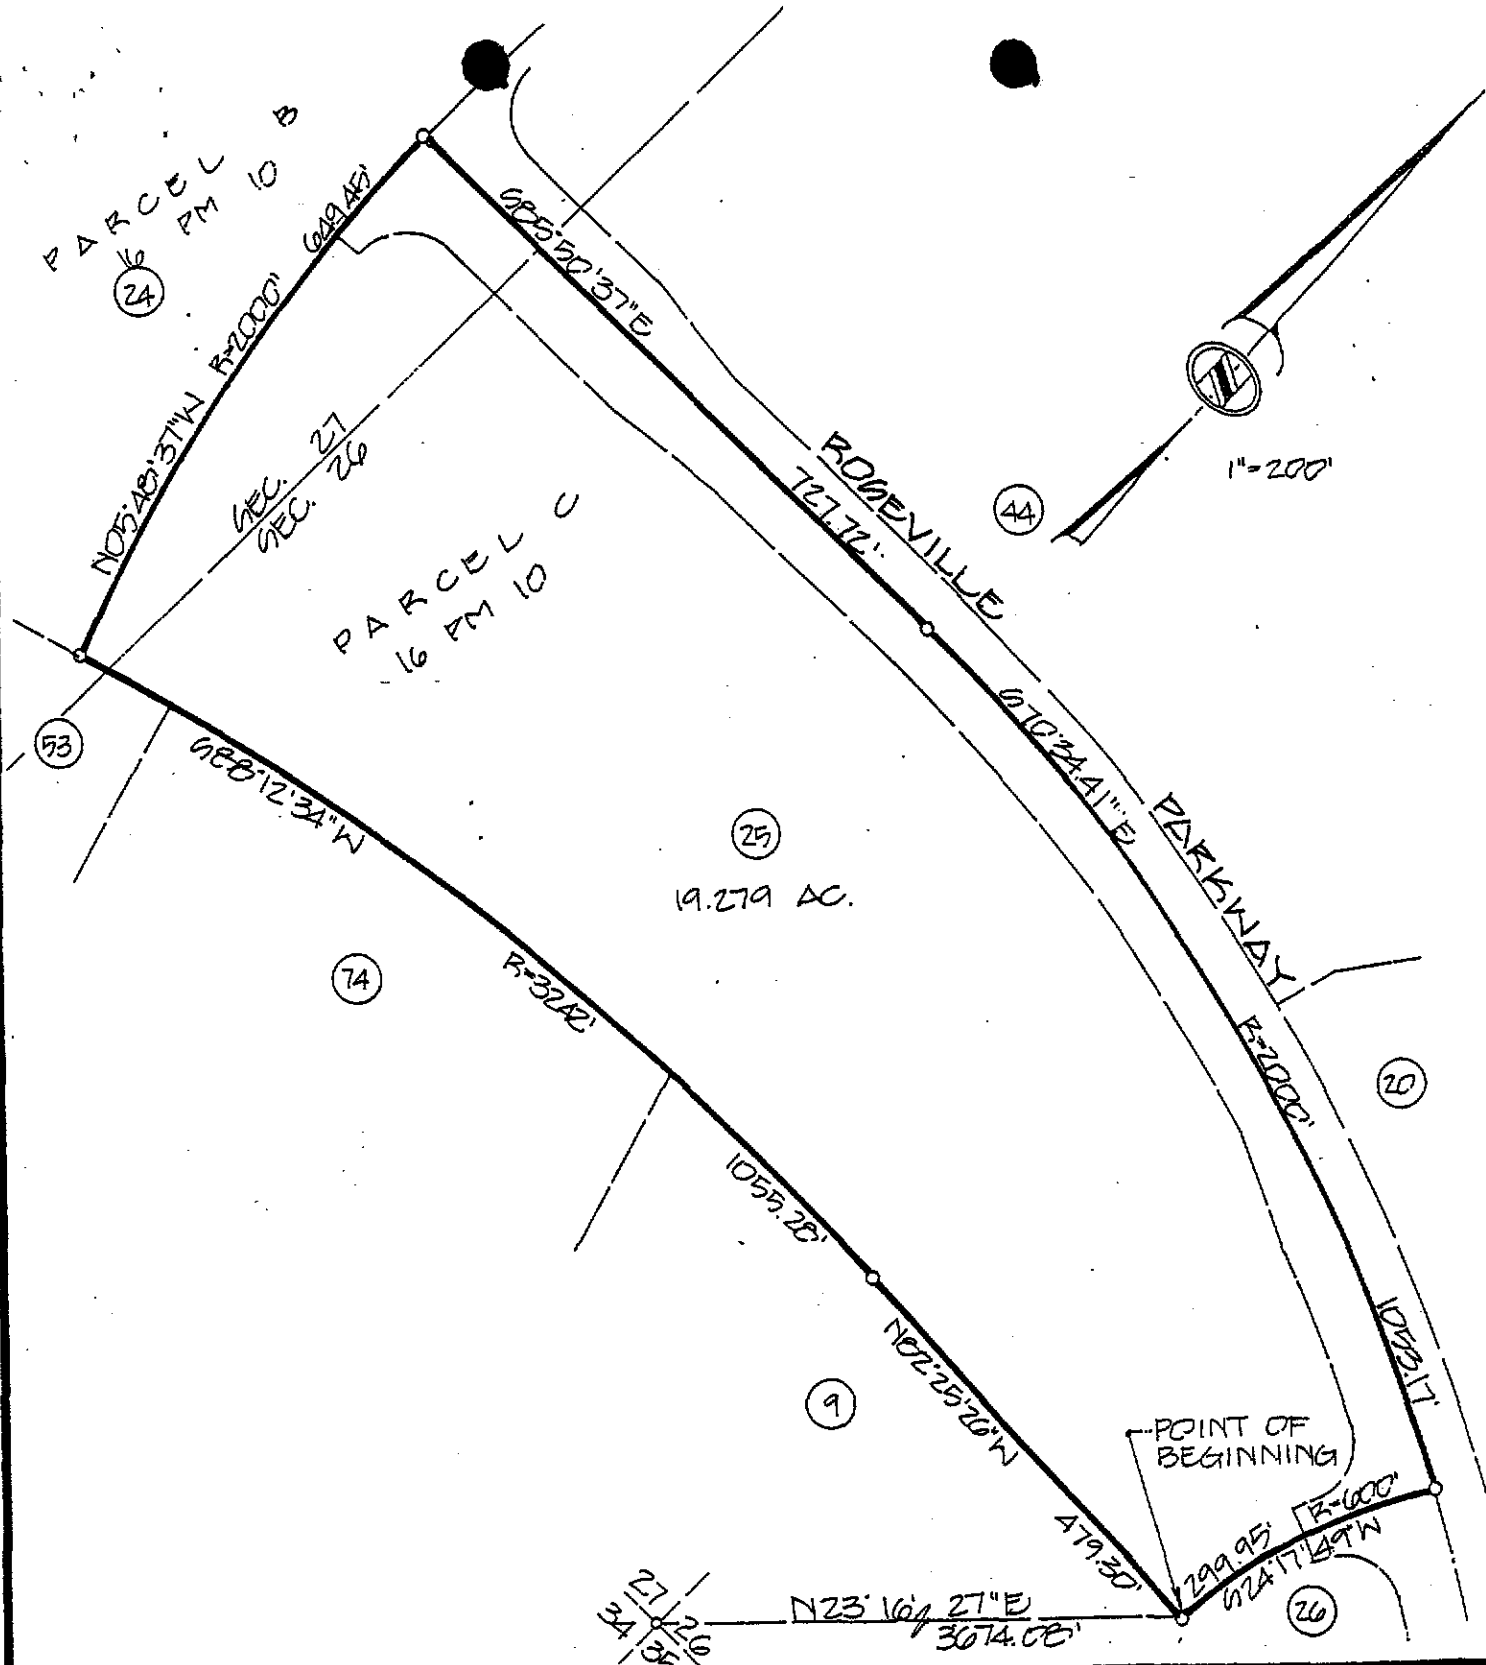 PARCEL B
16 PM 10
24
649.45'
R=2000'
N05°48'37"W
S85°50'37"E
727.72'
ROSEVILLE
PARKWAY
44
N
1"=200'
SEC. 27
SEC. 26
PARCEL C
16 PM 10
53
S88°12'34"W
S70°34'41"E
25
19.279 AC.
74
R=3242'
R=2000'
20
1055.28'
1053.17'
N82°25'26"W
9
POINT OF
BEGINNING
479.30'
299.95'
R=600'
S24°17'49"W
26
27
34 26
35
N23°16' 27"E
3674.08'